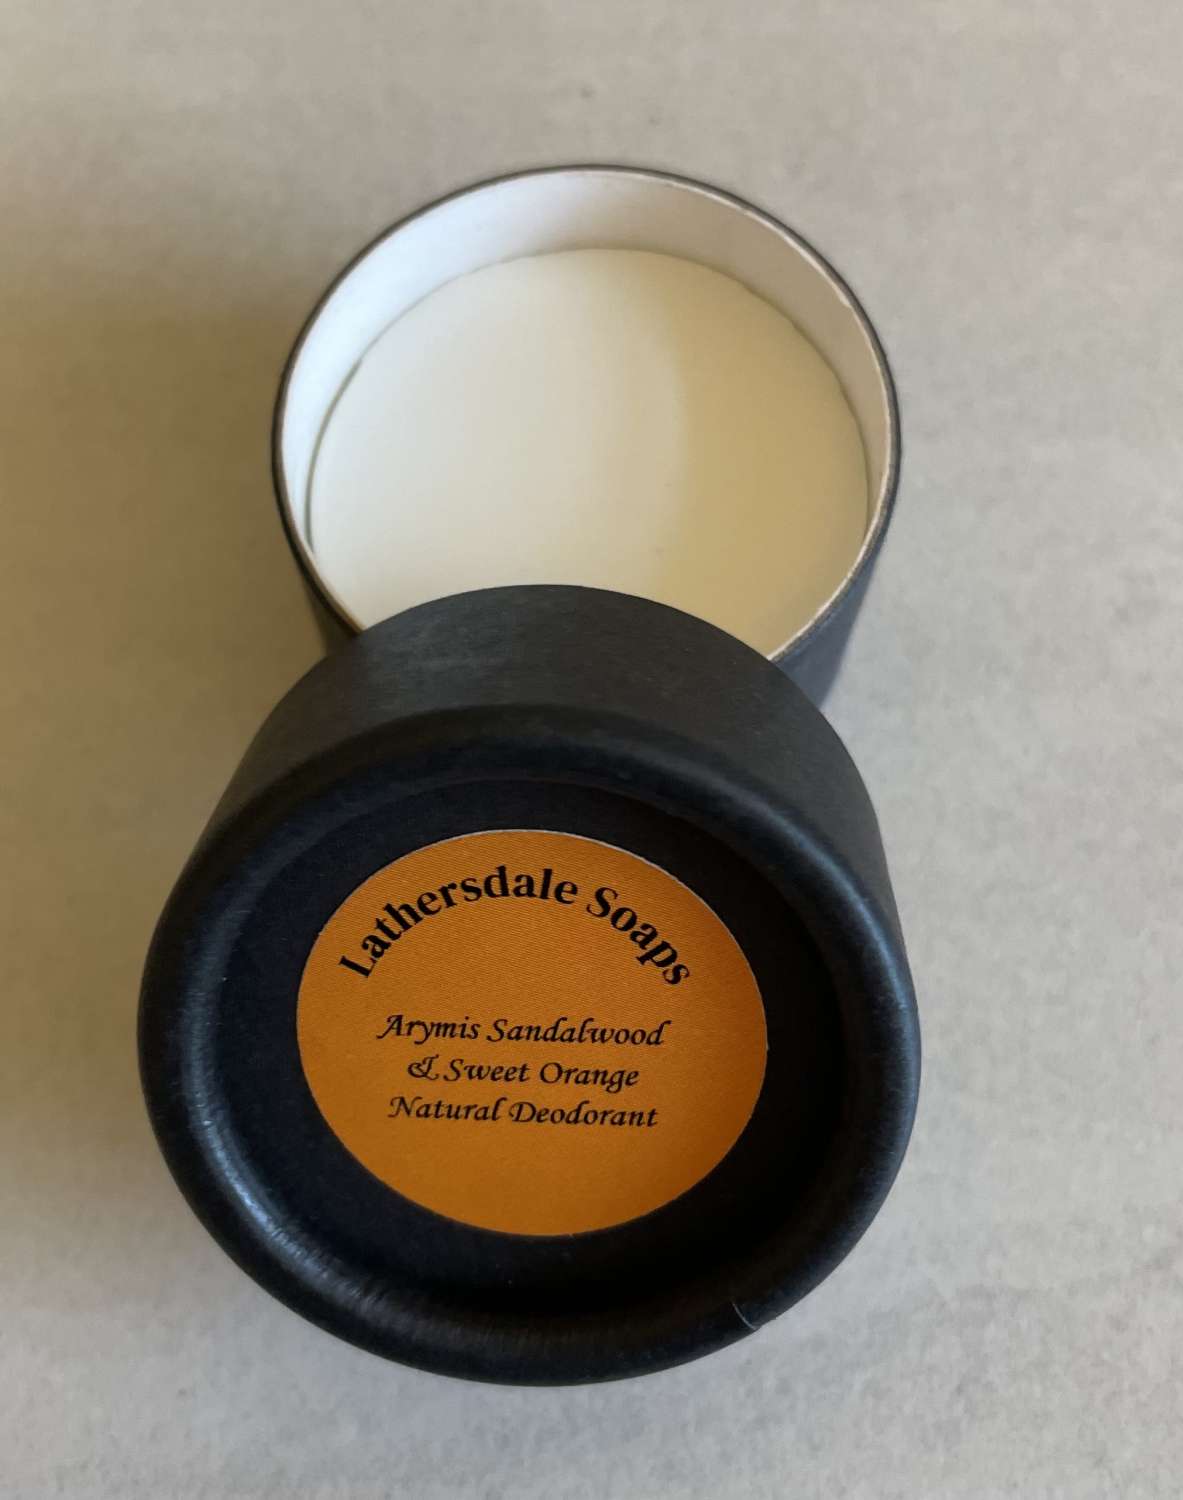 Lathersdale Soaps
Arymis Sandalwood
& Sweet Orange
Natural Deodorant